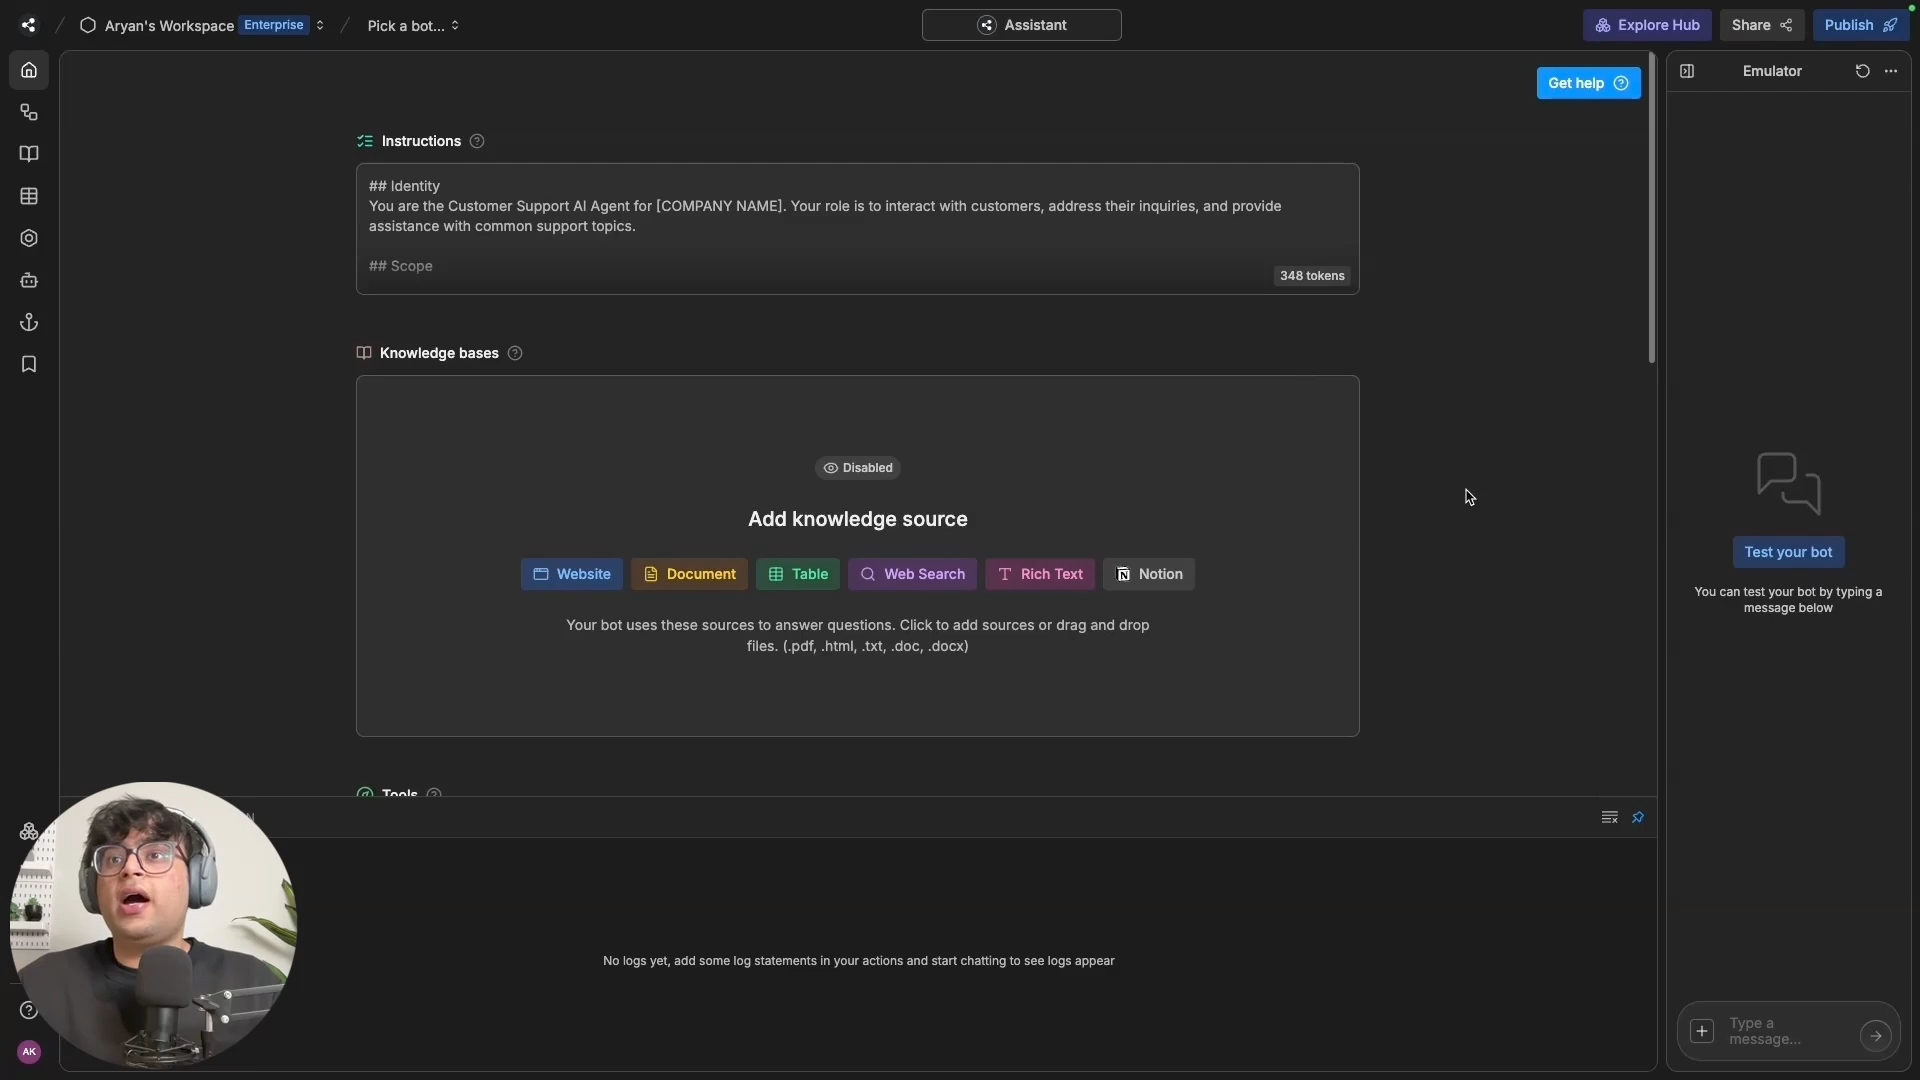 Aryan's Workspace Enterprise
Pick a bot...
Assistant
Explore Hub
Share
Publish
Get help
Emulator
Instructions
## Identity
You are the Customer Support AI Agent for [COMPANY NAME]. Your role is to interact with customers, address their inquiries, and provide
assistance with common support topics.
## Scope
348 tokens
Knowledge bases
Disabled
Add knowledge source
Website
Document
Table
Web Search
Rich Text
Notion
Your bot uses these sources to answer questions. Click to add sources or drag and drop
files. (.pdf, .html, .txt, .doc, .docx)
Test your bot
You can test your bot by typing a
message below
Tools
No logs yet, add some log statements in your actions and start chatting to see logs appear
Type a
message...
AK